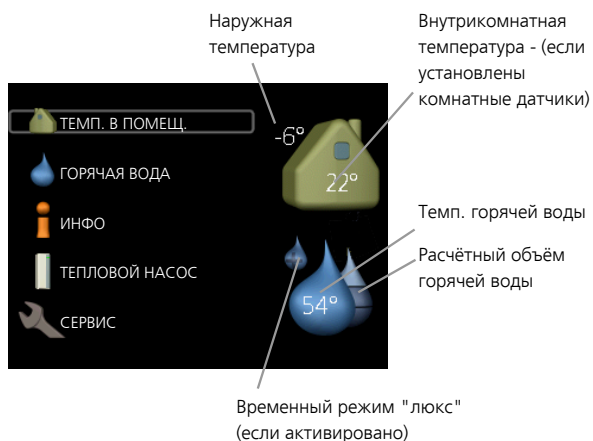 Наружная
температура
Внутрикомнатная
температура - (если
установлены
комнатные датчики)
ТЕМП. В ПОМЕЩ.
-6°
ГОРЯЧАЯ ВОДА
22°
ИНФО
Темп. горячей воды
Расчётный объём
горячей воды
ТЕПЛОВОЙ НАСОС
54°
СЕРВИС
Временный режим "люкс"
(если активировано)